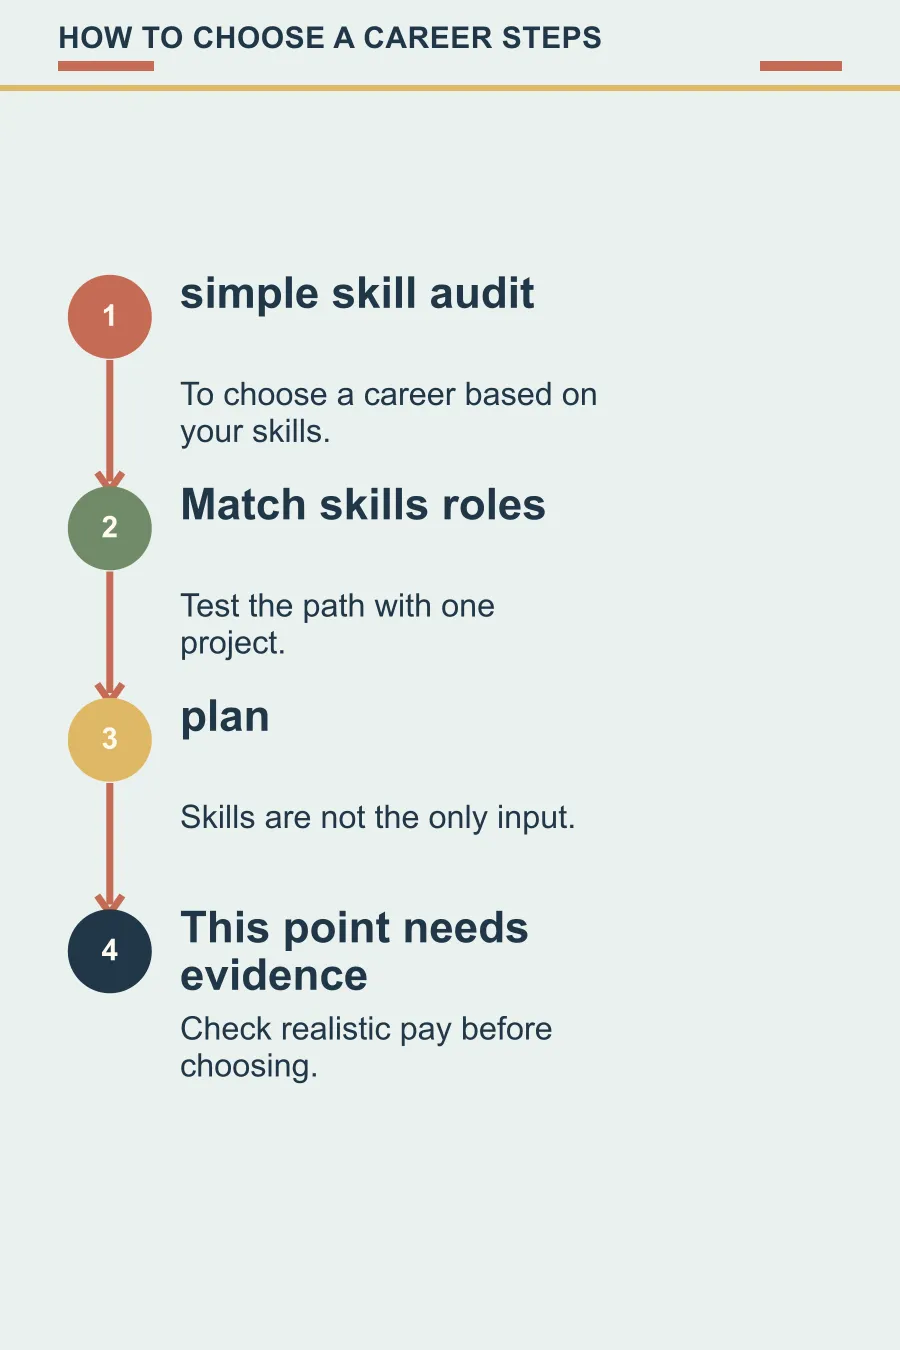 HOW TO CHOOSE A CAREER STEPS
1
simple skill audit
To choose a career based on
your skills.
2
Match skills roles
Test the path with one
project.
3
plan
Skills are not the only input.
4
This point needs
evidence
Check realistic pay before
choosing.